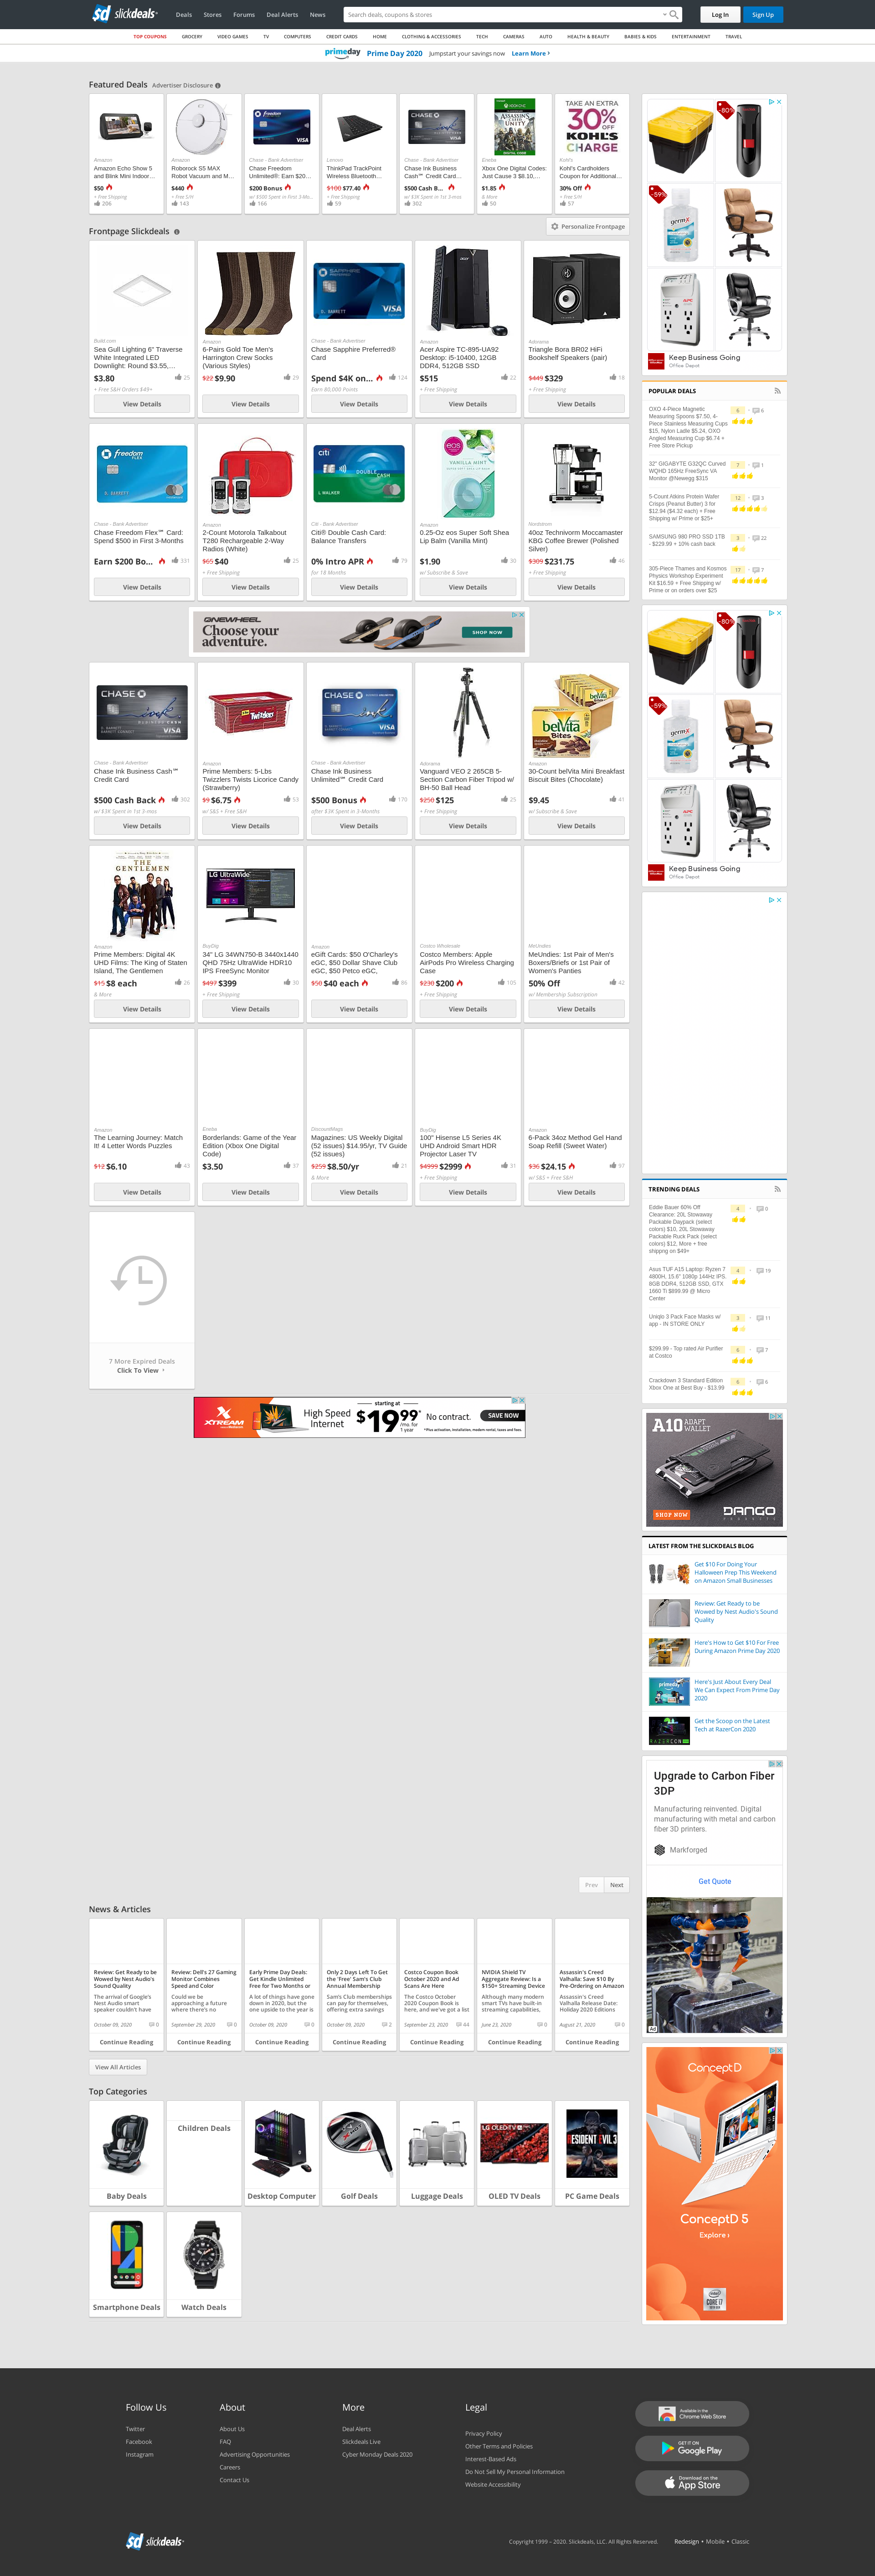 sd slickdeals
Deals Stores Forums Deal Alerts News
Search deals, coupons & stores
Log In Sign Up
TOP COUPONS GROCERY VIDEO GAMES TV COMPUTERS CREDIT CARDS HOME CLOTHING & ACCESSORIES TECH CAMERAS AUTO HEALTH & BEAUTY BABIES & KIDS ENTERTAINMENT TRAVEL
primeday Prime Day 2020 Jumpstart your savings now Learn More
Featured Deals Advertiser Disclosure
Amazon
Amazon Echo Show 5
and Blink Mini Indoor...
$50
+ Free Shipping
206
Amazon
Roborock S5 MAX
Robot Vacuum and M...
$440
+ Free S/H
143
Chase - Bank Advertiser
Chase Freedom
Unlimited®: Earn $20...
$200 Bonus
w/ $500 Spent in First 3-Mo...
166
Lenovo
ThinkPad TrackPoint
Wireless Bluetooth...
$100 $77.40
+ Free Shipping
59
Chase - Bank Advertiser
Chase Ink Business
Cash℠ Credit Card...
$500 Cash B...
w/ $3K Spent in 1st 3-moss
302
Eneba
Xbox One Digital Codes:
Just Cause 3 $8.10,...
$1.85
& More
50
TAKE AN EXTRA
30% OFF
KOHL'S
CHARGE
Kohl's
Kohl's Cardholders
Coupon for Additional...
30% Off
+ Free S/H
57
Frontpage Slickdeals
Personalize Frontpage
Build.com
Sea Gull Lighting 6" Traverse
White Integrated LED
Downlight: Round $3.55,...
$3.80
25
+ Free S&H Orders $49+
View Details
Amazon
6-Pairs Gold Toe Men's
Harrington Crew Socks
(Various Styles)
$22 $9.90
29
View Details
Chase - Bank Advertiser
Chase Sapphire Preferred®
Card
Spend $4K on...
124
Earn 80,000 Points
View Details
Amazon
Acer Aspire TC-895-UA92
Desktop: i5-10400, 12GB
DDR4, 512GB SSD
$515
22
+ Free Shipping
View Details
Adorama
Triangle Bora BR02 HiFi
Bookshelf Speakers (pair)
$449 $329
18
+ Free Shipping
View Details
Chase - Bank Advertiser
Chase Freedom Flex℠ Card:
Spend $500 in First 3-Months
Earn $200 Bo...
331
View Details
Amazon
2-Count Motorola Talkabout
T280 Rechargeable 2-Way
Radios (White)
$65 $40
25
+ Free Shipping
View Details
Citi - Bank Advertiser
Citi® Double Cash Card:
Balance Transfers
0% Intro APR
79
for 18 Months
View Details
Amazon
0.25-Oz eos Super Soft Shea
Lip Balm (Vanilla Mint)
$1.90
30
w/ Subscribe & Save
View Details
Nordstrom
40oz Technivorm Moccamaster
KBG Coffee Brewer (Polished
Silver)
$309 $231.75
46
+ Free Shipping
View Details
ONEWHEEL
Choose your
adventure.
SHOP NOW
Chase - Bank Advertiser
Chase Ink Business Cash℠
Credit Card
$500 Cash Back
302
w/ $3K Spent in 1st 3-mos
View Details
Amazon
Prime Members: 5-Lbs
Twizzlers Twists Licorice Candy
(Strawberry)
$9 $6.75
53
w/ S&S + Free S&H
View Details
Chase - Bank Advertiser
Chase Ink Business
Unlimited℠ Credit Card
$500 Bonus
170
after $3K Spent in 3-Months
View Details
Adorama
Vanguard VEO 2 265CB 5-
Section Carbon Fiber Tripod w/
BH-50 Ball Head
$250 $125
25
+ Free Shipping
View Details
Amazon
30-Count belVita Mini Breakfast
Biscuit Bites (Chocolate)
$9.45
41
w/ Subscribe & Save
View Details
Amazon
Prime Members: Digital 4K
UHD Films: The King of Staten
Island, The Gentlemen
$15 $8 each
26
& More
View Details
BuyDig
34" LG 34WN750-B 3440x1440
QHD 75Hz UltraWide HDR10
IPS FreeSync Monitor
$497 $399
30
+ Free Shipping
View Details
Amazon
eGift Cards: $50 O'Charley's
eGC, $50 Dollar Shave Club
eGC, $50 Petco eGC,
$50 $40 each
86
View Details
Costco Wholesale
Costco Members: Apple
AirPods Pro Wireless Charging
Case
$230 $200
105
+ Free Shipping
View Details
MeUndies
MeUndies: 1st Pair of Men's
Boxers/Briefs or 1st Pair of
Women's Panties
50% Off
42
w/ Membership Subscription
View Details
Amazon
The Learning Journey: Match
It! 4 Letter Words Puzzles
$12 $6.10
43
View Details
Eneba
Borderlands: Game of the Year
Edition (Xbox One Digital
Code)
$3.50
37
View Details
DiscountMags
Magazines: US Weekly Digital
(52 issues) $14.95/yr, TV Guide
(52 issues)
$259 $8.50/yr
21
& More
View Details
BuyDig
100" Hisense L5 Series 4K
UHD Android Smart HDR
Projector Laser TV
$4999 $2999
31
+ Free Shipping
View Details
Amazon
6-Pack 34oz Method Gel Hand
Soap Refill (Sweet Water)
$36 $24.15
97
w/ S&S + Free S&H
View Details
7 More Expired Deals
Click To View
XTREAM
High Speed
Internet
starting at
$19.99* /mo. for 1 year
No contract.
SAVE NOW
*Plus activation, installation, modem rental, taxes and fees.
Prev Next
News & Articles
Review: Get Ready to be
Wowed by Nest Audio's
Sound Quality
The arrival of Google's
Nest Audio smart
speaker couldn't have
October 09, 2020 0
Continue Reading
Review: Dell's 27 Gaming
Monitor Combines
Speed and Color
Could we be
approaching a future
where there's no
September 29, 2020 0
Continue Reading
Early Prime Day Deals:
Get Kindle Unlimited
Free for Two Months or
A lot of things have gone
down in 2020, but the
one upside to the year is
October 09, 2020 0
Continue Reading
Only 2 Days Left To Get
the 'Free' Sam's Club
Annual Membership
Sam's Club memberships
can pay for themselves,
offering extra savings
October 09, 2020 2
Continue Reading
Costco Coupon Book
October 2020 and Ad
Scans Are Here
The Costco October
2020 Coupon Book is
here, and we've got a list
September 23, 2020 44
Continue Reading
NVIDIA Shield TV
Aggregate Review: Is a
$150+ Streaming Device
Although many modern
smart TVs have built-in
streaming capabilities,
June 23, 2020 0
Continue Reading
Assassin's Creed
Valhalla: Save $10 By
Pre-Ordering on Amazon
Assassin's Creed
Valhalla Release Date:
Holiday 2020 Editions
August 21, 2020 0
Continue Reading
View All Articles
Top Categories
Baby Deals
Children Deals
Desktop Computer
Golf Deals
Luggage Deals
OLED TV Deals
PC Game Deals
Smartphone Deals
Watch Deals
-80%
-59%
Keep Business Going
Office Depot
POPULAR DEALS
OXO 4-Piece Magnetic
Measuring Spoons $7.50, 4-
Piece Stainless Measuring Cups
$15, Nylon Ladle $5.24, OXO
Angled Measuring Cup $6.74 +
Free Store Pickup
6 6
32" GIGABYTE G32QC Curved
WQHD 165Hz FreeSync VA
Monitor @Newegg $315
7 1
5-Count Atkins Protein Wafer
Crisps (Peanut Butter) 3 for
$12.94 ($4.32 each) + Free
Shipping w/ Prime or $25+
12 3
SAMSUNG 980 PRO SSD 1TB
- $229.99 + 10% cash back
3 22
305-Piece Thames and Kosmos
Physics Workshop Experiment
Kit $16.59 + Free Shipping w/
Prime or on orders over $25
17 7
-80%
-59%
Keep Business Going
Office Depot
TRENDING DEALS
Eddie Bauer 60% Off
Clearance: 20L Stowaway
Packable Daypack (select
colors) $10, 20L Stowaway
Packable Ruck Pack (select
colors) $12, More + free
shippng on $49+
4 0
Asus TUF A15 Laptop: Ryzen 7
4800H, 15.6" 1080p 144Hz IPS,
8GB DDR4, 512GB SSD, GTX
1660 Ti $899.99 @ Micro
Center
4 19
Uniqlo 3 Pack Face Masks w/
app - IN STORE ONLY
3 11
$299.99 - Top rated Air Purifier
at Costco
6 7
Crackdown 3 Standard Edition
Xbox One at Best Buy - $13.99
6 6
A10 ADAPT WALLET
SHOP NOW
DANGO
PRODUCTS
LATEST FROM THE SLICKDEALS BLOG
Get $10 For Doing Your
Halloween Prep This Weekend
on Amazon Small Businesses
Review: Get Ready to be
Wowed by Nest Audio's Sound
Quality
Here's How to Get $10 For Free
During Amazon Prime Day 2020
Here's Just About Every Deal
We Can Expect From Prime Day
2020
Get the Scoop on the Latest
Tech at RazerCon 2020
Upgrade to Carbon Fiber
3DP
Manufacturing reinvented. Digital
manufacturing with metal and carbon
fiber 3D printers.
Markforged
Get Quote
Ad
ConceptD
ConceptD 5
Explore ›
Follow Us
Twitter
Facebook
Instagram
About
About Us
FAQ
Advertising Opportunities
Careers
Contact Us
More
Deal Alerts
Slickdeals Live
Cyber Monday Deals 2020
Legal
Privacy Policy
Other Terms and Policies
Interest-Based Ads
Do Not Sell My Personal Information
Website Accessibility
Available in the
Chrome Web Store
GET IT ON
Google Play
Download on the
App Store
sd slickdeals
Copyright 1999 - 2020. Slickdeals, LLC. All Rights Reserved. Redesign • Mobile • Classic